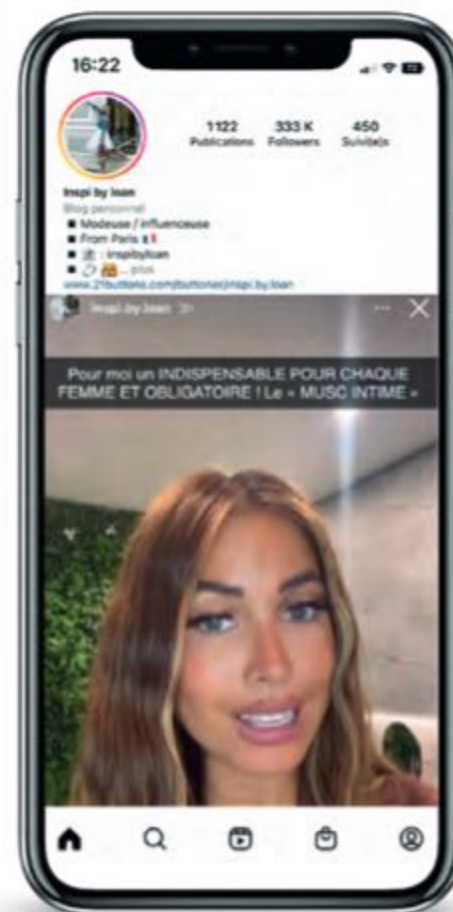 16:22
1122 333 K 450
Publications Followers Suivi(e)s
Inspi by loan
Blog personnel
Modeuse / influenceuse
From Paris
: inspibyloan
... plus
www.21buttons.com/buttoner/inspi.by.loan
inspi.by.loan
Pour moi un INDISPENSABLE POUR CHAQUE
FEMME ET OBLIGATOIRE ! Le « MUSC INTIME »